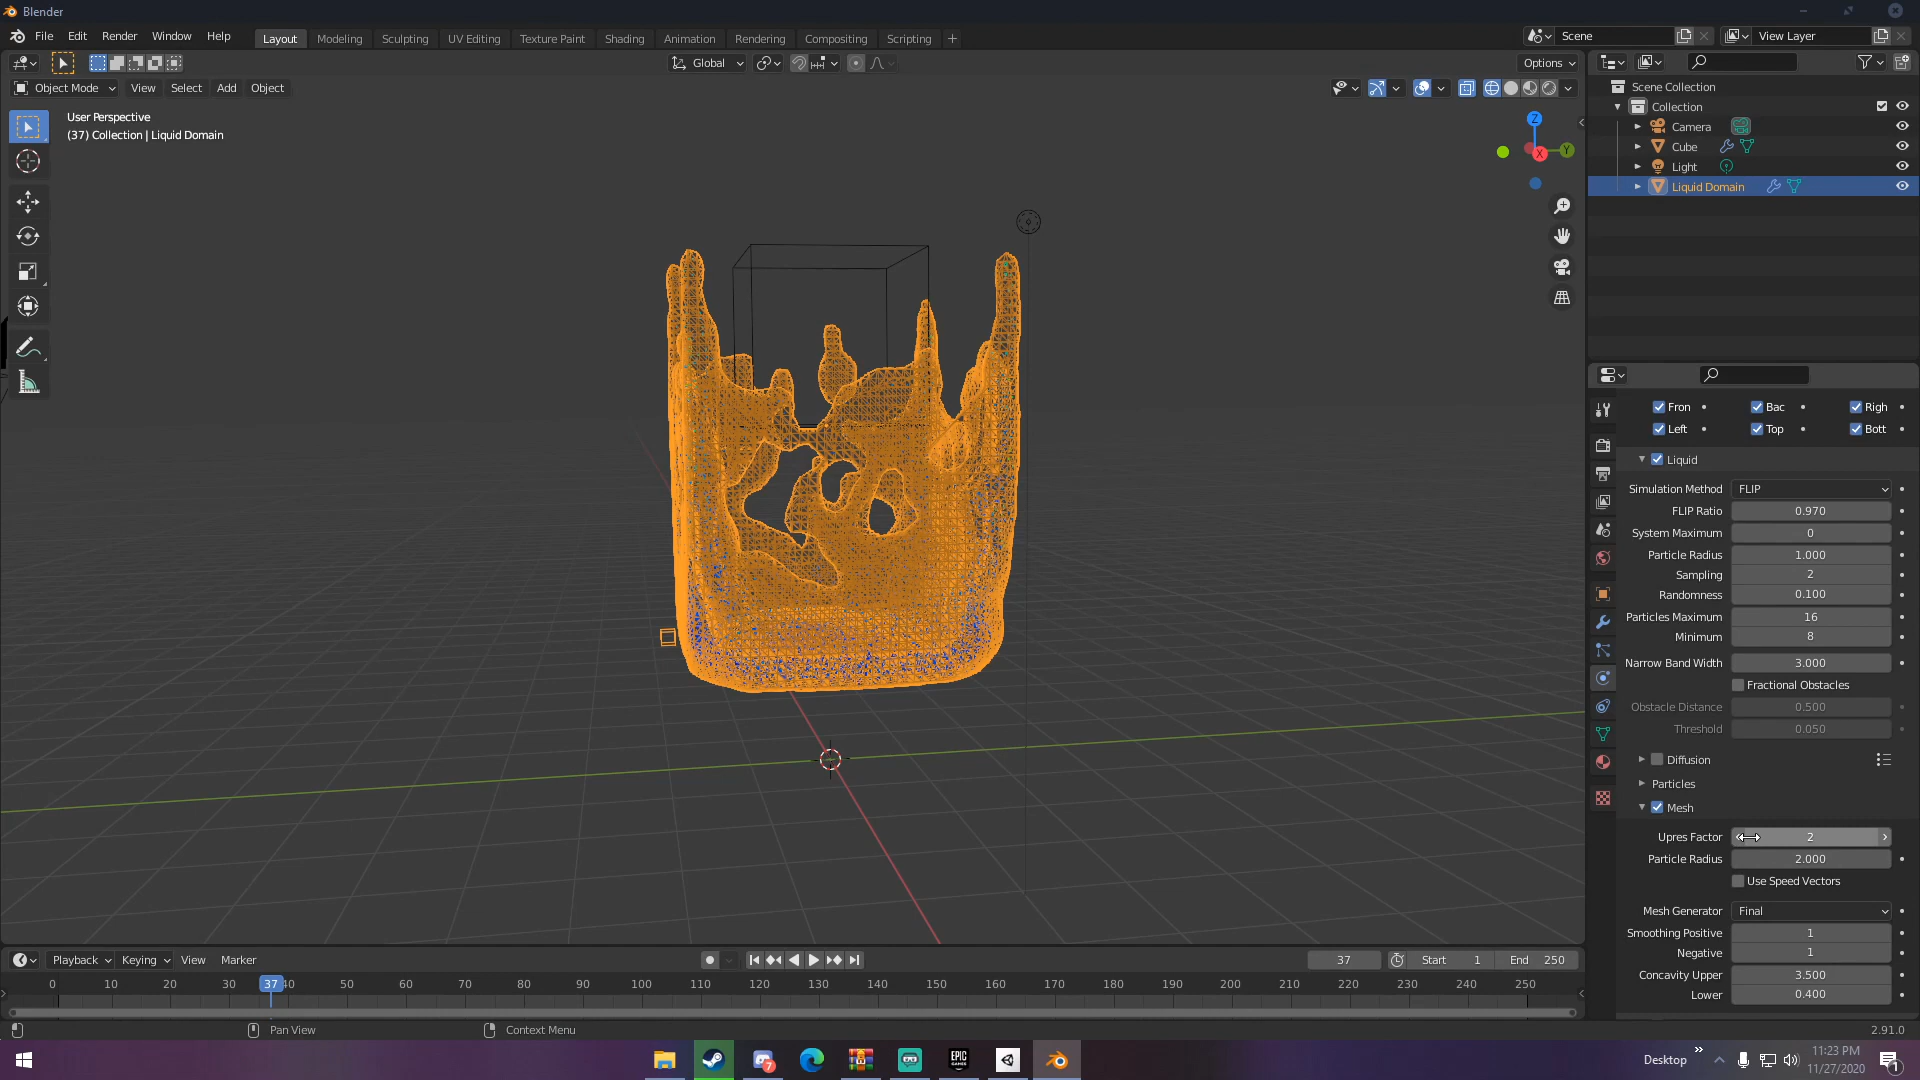 Blender
File Edit Render Window Help
Layout Modeling Sculpting UV Editing Texture Paint Shading Animation Rendering Compositing Scripting
Scene
View Layer
Global
Options
Object Mode View Select Add Object
User Perspective
(37) Collection | Liquid Domain
Z
Y
X
Scene Collection
Collection
Camera
Cube
Light
Liquid Domain
Fron Bac Righ
Left Top Bott
Liquid
Simulation Method FLIP
FLIP Ratio 0.970
System Maximum 0
Particle Radius 1.000
Sampling 2
Randomness 0.100
Particles Maximum 16
Minimum 8
Narrow Band Width 3.000
Fractional Obstacles
Obstacle Distance 0.500
Threshold 0.050
Diffusion
Particles
Mesh
Upres Factor 2
Particle Radius 2.000
Use Speed Vectors
Mesh Generator Final
Smoothing Positive 1
Negative 1
Concavity Upper 3.500
Lower 0.400
Playback Keying View Marker
37 Start 1 End 250
0 10 20 30 37 40 50 60 70 80 90 100 110 120 130 140 150 160 170 180 190 200 210 220 230 240 250
Pan View Context Menu 2.91.0
7 EPIC GAMES Desktop 11:23 PM
11/27/2020 1